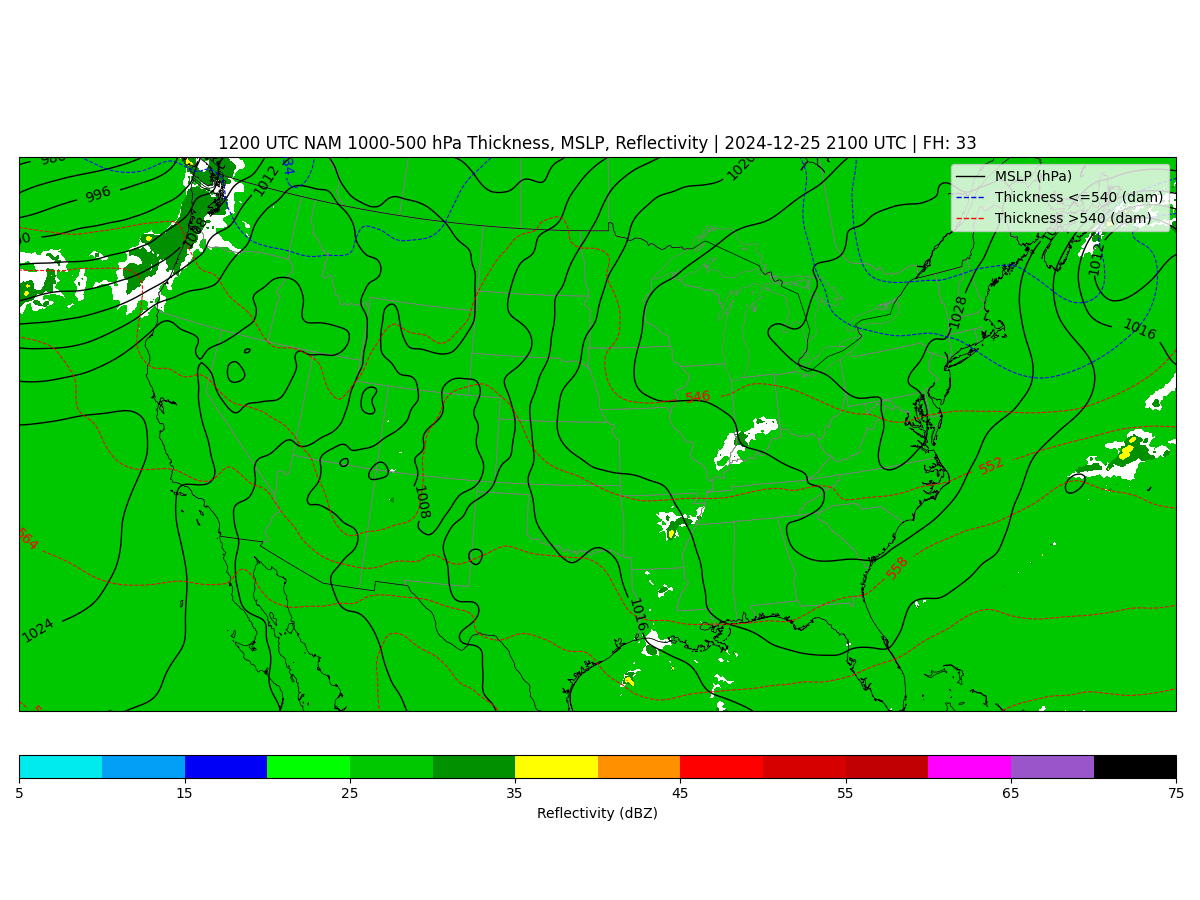 1200 UTC NAM 1000-500 hPa Thickness, MSLP, Reflectivity | 2024-12-25 2100 UTC | FH: 33
MSLP (hPa)
Thickness <=540 (dam)
Thickness >540 (dam)
1020
996
1012
1012
1028
1016
546
552
1008
564
558
1016
1024
5 15 25 35 45 55 65 75
Reflectivity (dBZ)